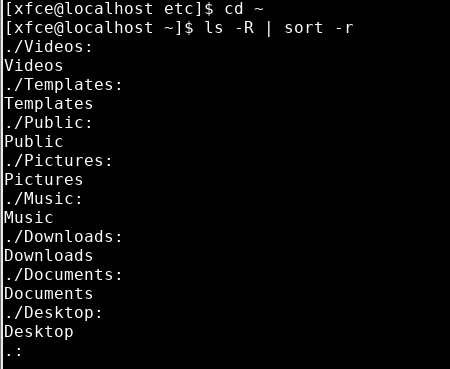 [xfce@localhost etc]$ cd ~
[xfce@localhost ~]$ ls -R | sort -r
./Videos:
Videos
./Templates:
Templates
./Public:
Public
./Pictures:
Pictures
./Music:
Music
./Downloads:
Downloads
./Documents:
Documents
./Desktop:
Desktop
.: